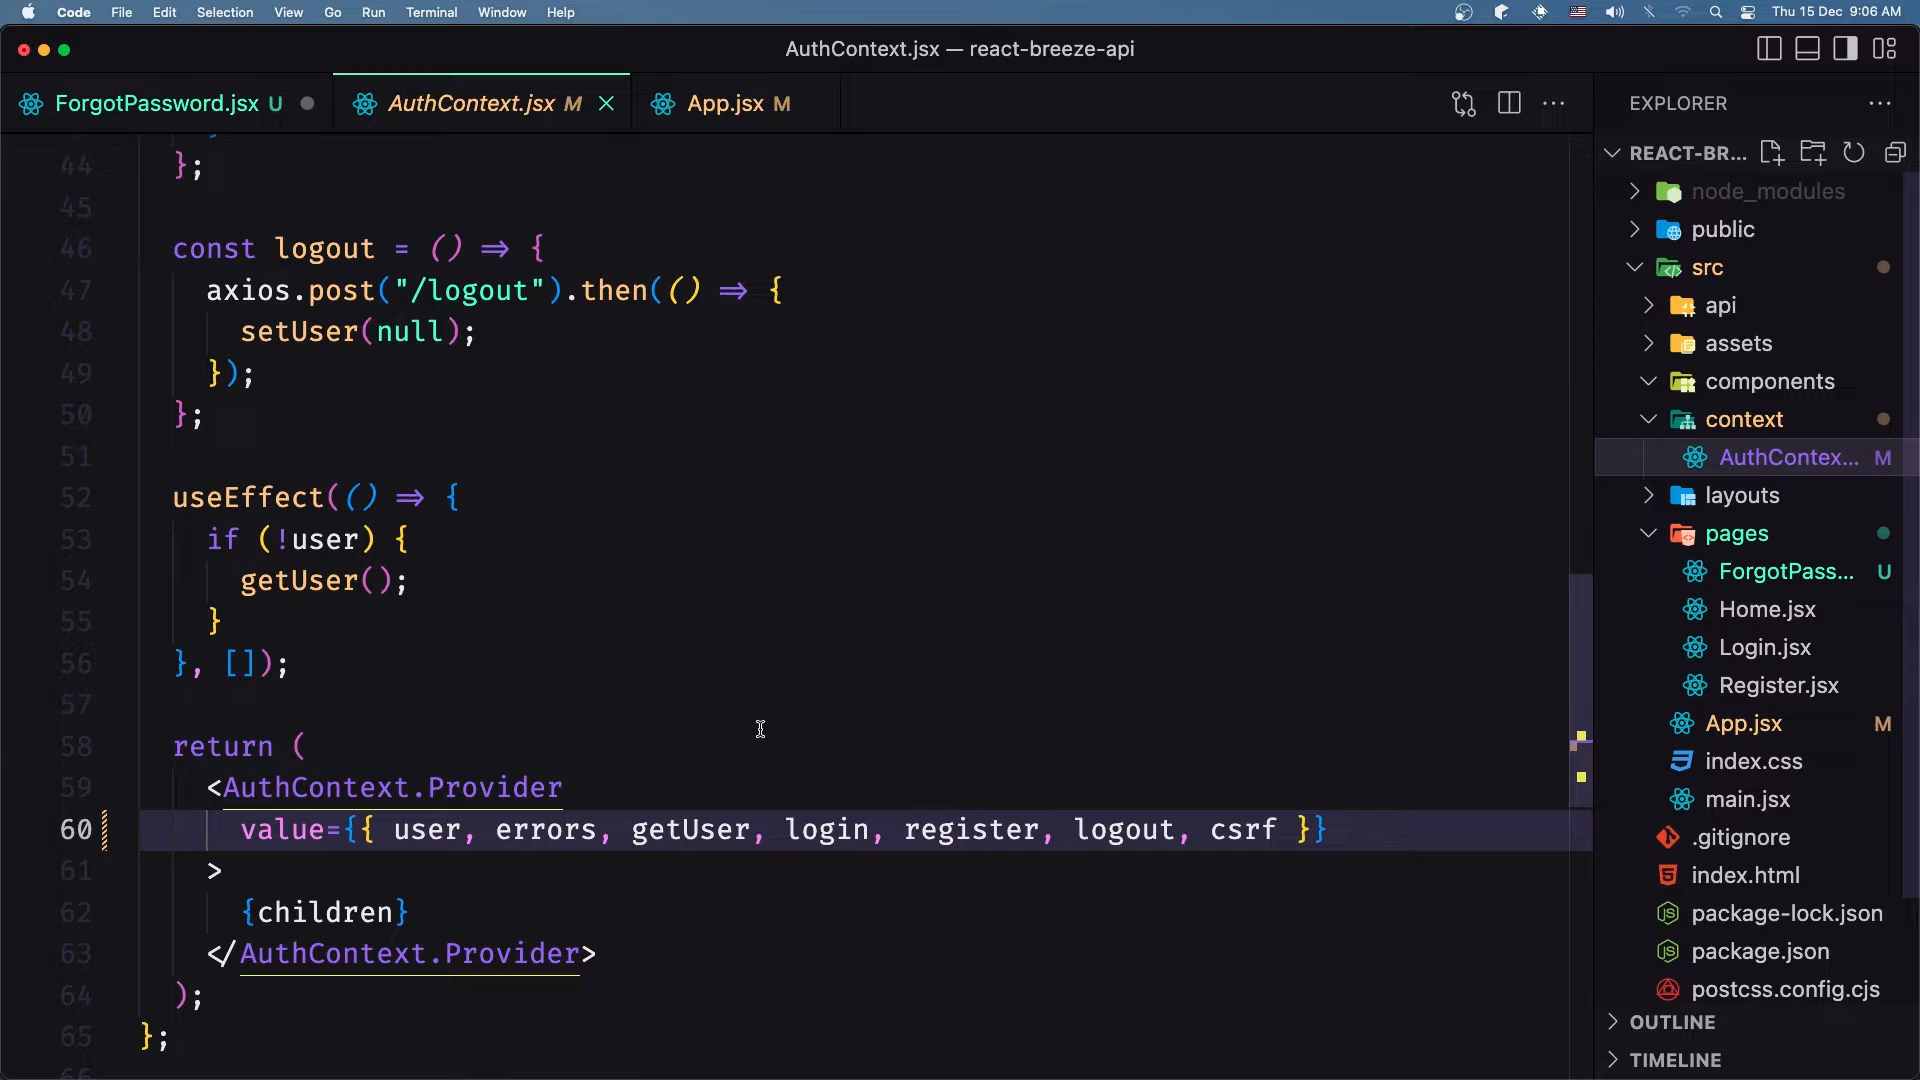 Code File Edit Selection View Go Run Terminal Window Help Thu 15 Dec 9:06 AM
AuthContext.jsx — react-breeze-api
ForgotPassword.jsx U AuthContext.jsx M App.jsx M
44 };
45
46 const logout = () => {
47 axios.post("/logout").then(() => {
48 setUser(null);
49 });
50 };
51
52 useEffect(() => {
53 if (!user) {
54 getUser();
55 }
56 }, []);
57
58 return (
59 <AuthContext.Provider
60 value={{ user, errors, getUser, login, register, logout, csrf }}
61 >
62 {children}
63 </AuthContext.Provider>
64 );
65 };
66
EXPLORER
REACT-BR...
node_modules
public
src
api
assets
components
context
AuthContex... M
layouts
pages
ForgotPass... U
Home.jsx
Login.jsx
Register.jsx
App.jsx M
index.css
main.jsx
.gitignore
index.html
package-lock.json
package.json
postcss.config.cjs
OUTLINE
TIMELINE